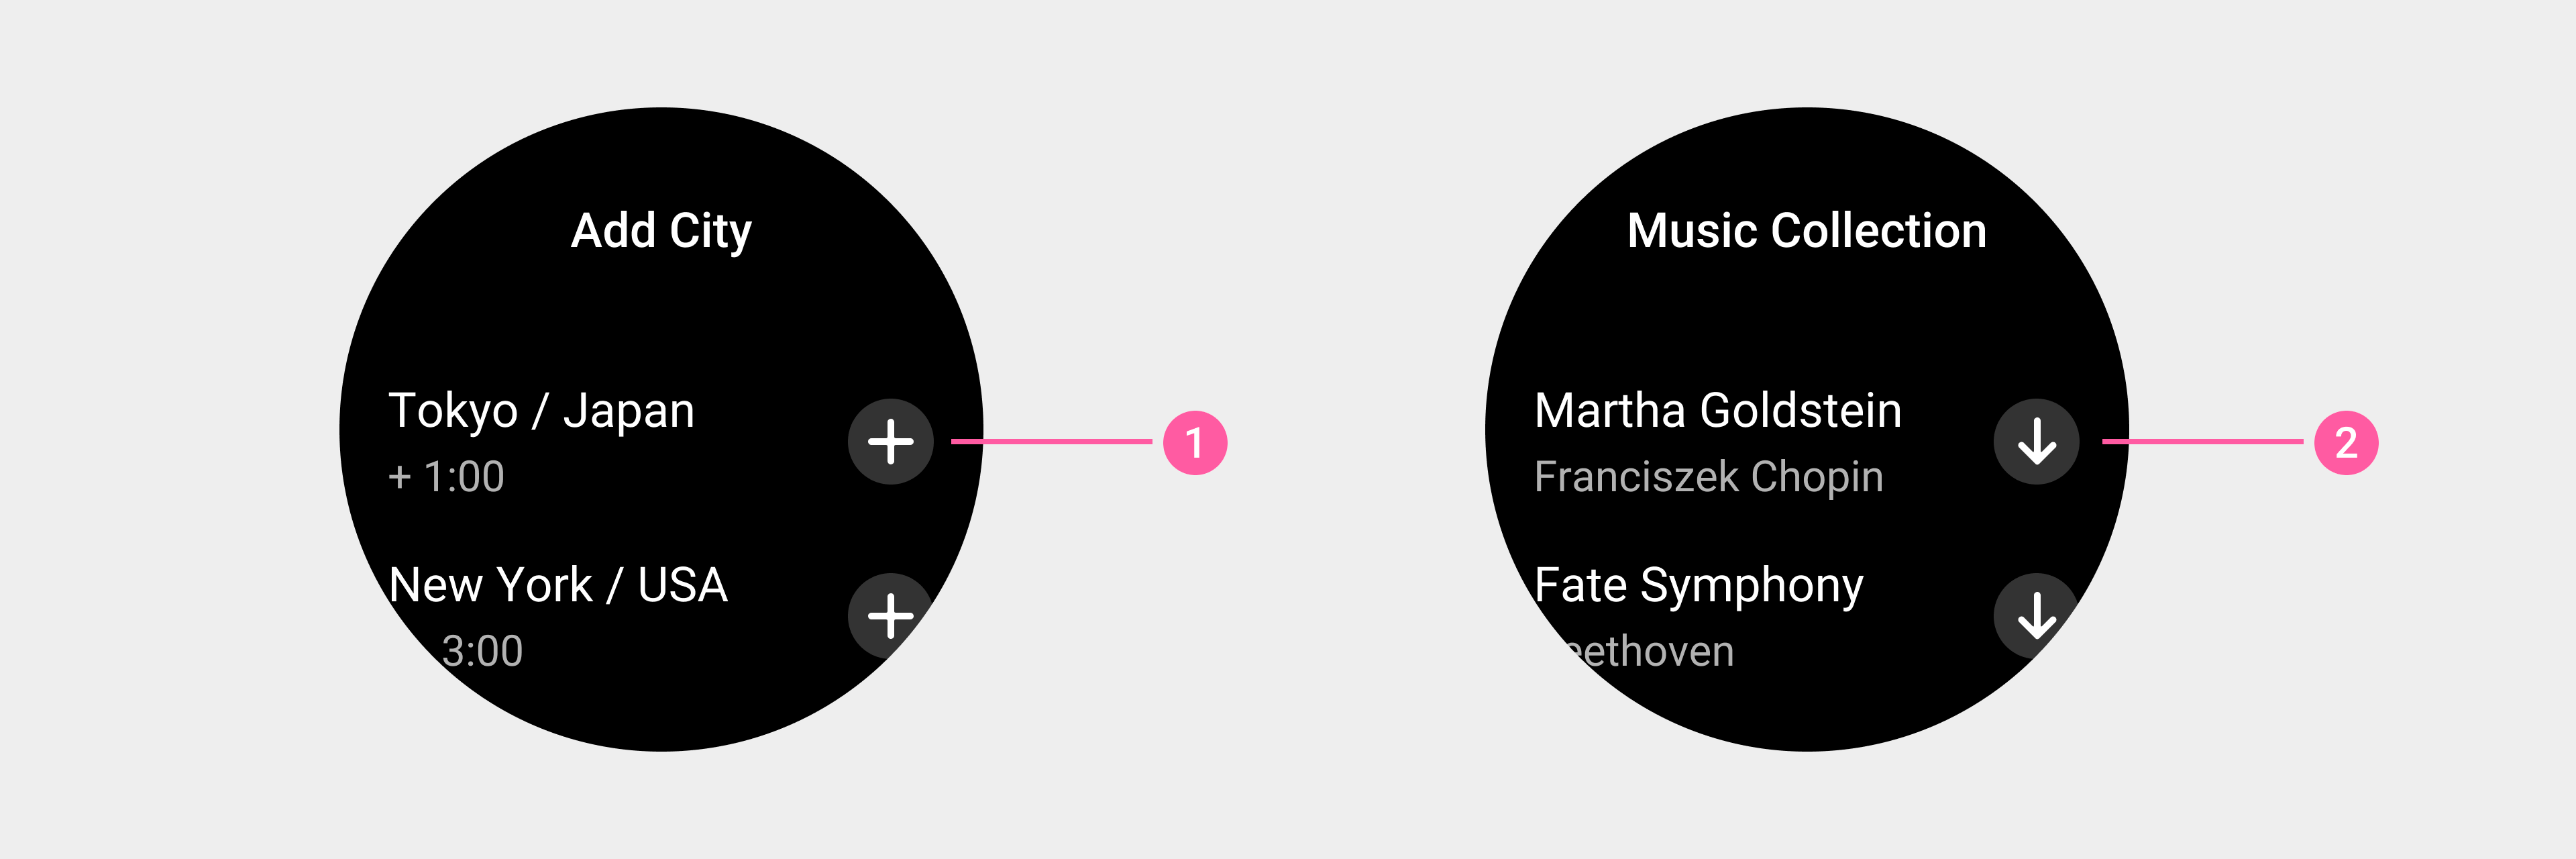 Add City
Tokyo / Japan
+ 1:00
1
New York / USA
3:00
Music Collection
Martha Goldstein
Franciszek Chopin
2
Fate Symphony